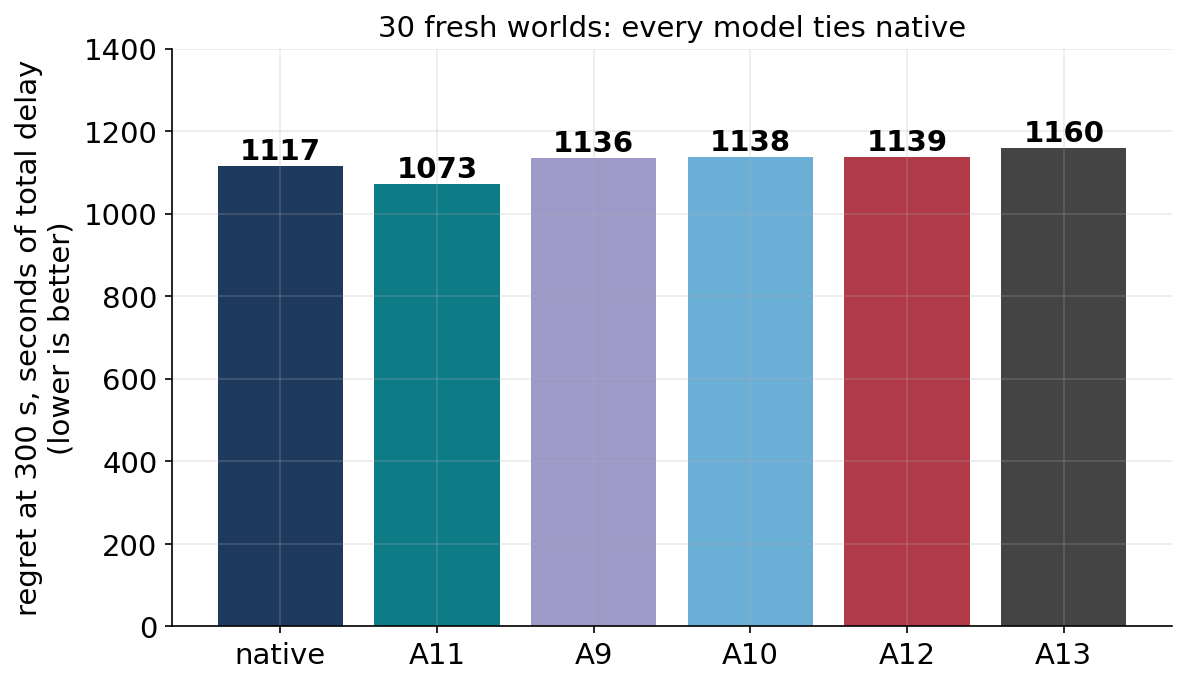 30 fresh worlds: every model ties native
regret at 300 s, seconds of total delay
(lower is better)
1400
1200
1000
800
600
400
200
0
1117
1073
1136
1138
1139
1160
native
A11
A9
A10
A12
A13